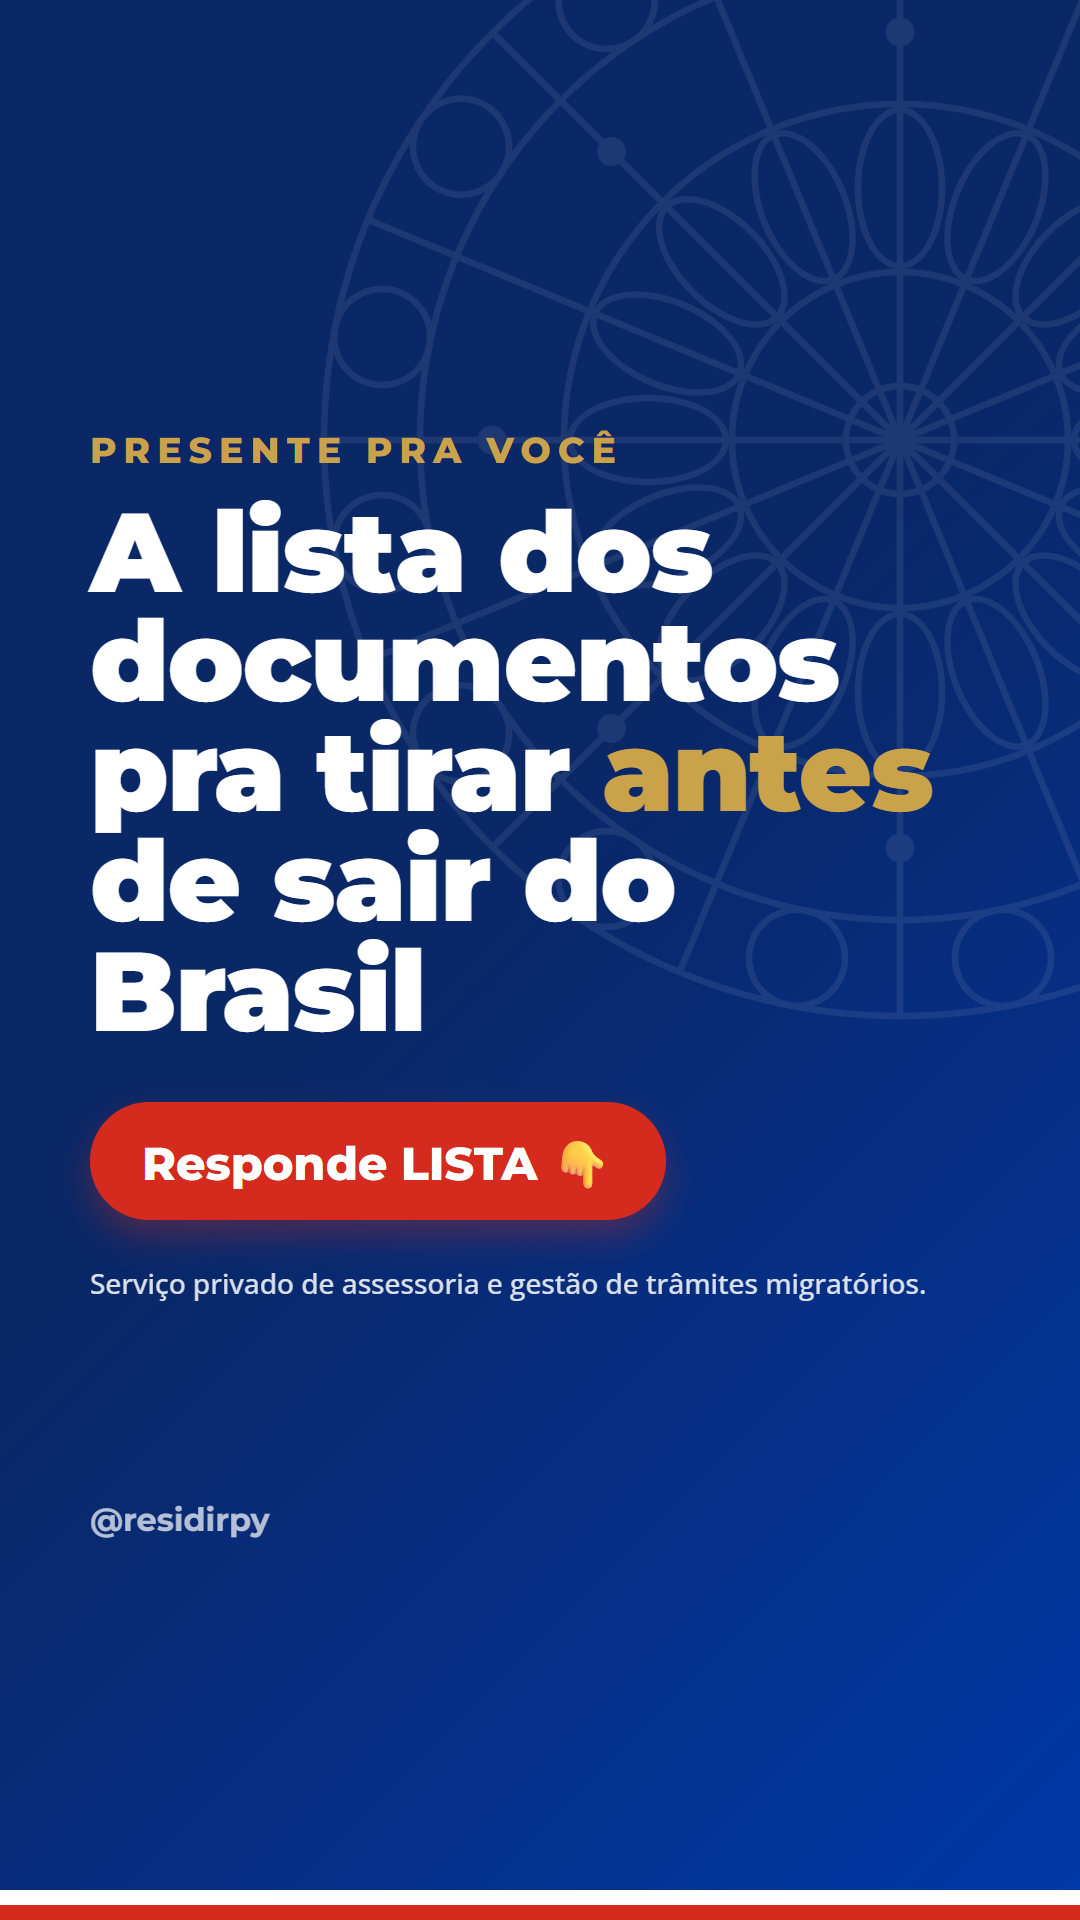 PRESENTE PRA VOCÊ
A lista dos
documentos
pra tirar antes
de sair do
Brasil
Responde LISTA 👇
Serviço privado de assessoria e gestão de trâmites migratórios.
@residirpy